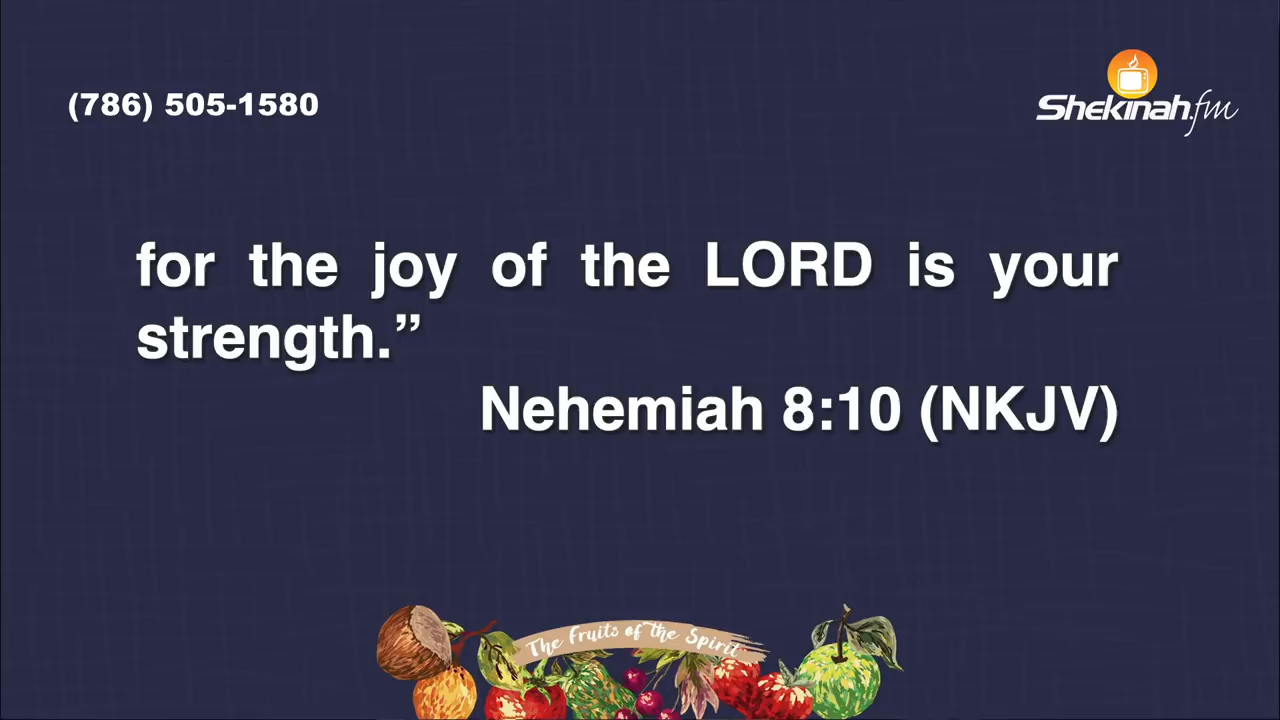 (786) 505-1580
Shekinah.fm
for the joy of the LORD is your
strength.”
Nehemiah 8:10 (NKJV)
The Fruits of the Spirit